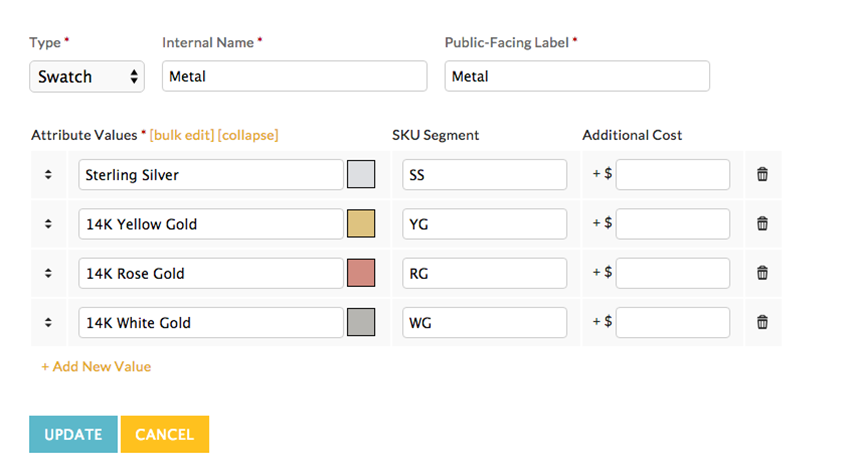 Type * Internal Name * Public-Facing Label *
Swatch Metal Metal
Attribute Values * [bulk edit] [collapse] SKU Segment Additional Cost
Sterling Silver SS + $
14K Yellow Gold YG + $
14K Rose Gold RG + $
14K White Gold WG + $
+ Add New Value
UPDATE CANCEL